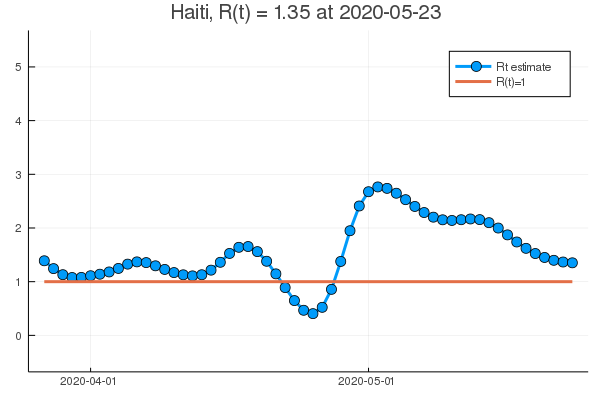 Haiti, R(t) = 1.35 at 2020-05-23
5
4
3
2
1
0
Rt estimate
R(t)=1
2020-04-01
2020-05-01